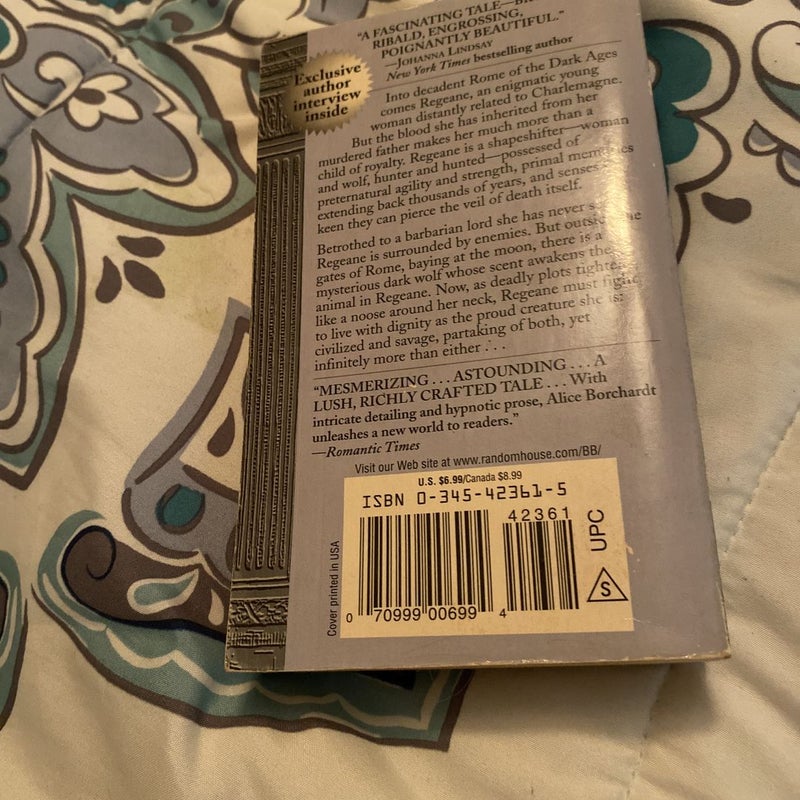 "A FASCINATING TALE—
RIBALD, ENGROSSING,
POIGNANTLY BEAUTIFUL."
—JOHANNA LINDSAY
New York Times bestselling author
Exclusive
author
interview
inside
Into decadent Rome of the Dark Ages
comes Regeane, an enigmatic young
woman distantly related to Charlemagne.
But the blood she has inherited from her
murdered father makes her much more than a
child of royalty. Regeane is a shapeshifter—woman
and wolf, hunter and hunted—possessed of
preternatural agility and strength, primal memories
extending back thousands of years, and senses so
keen they can pierce the veil of death itself.
Betrothed to a barbarian lord she has never
Regeane is surrounded by enemies. But outside the
gates of Rome, baying at the moon, there is a
mysterious dark wolf whose scent awakens the
animal in Regeane. Now, as deadly plots tighten
like a noose around her neck, Regeane must fight
to live with dignity as the proud creature she is:
civilized and savage, partaking of both, yet
infinitely more than either . . .
"MESMERIZING . . . ASTOUNDING . . . A
LUSH, RICHLY CRAFTED TALE . . . With
intricate detailing and hypnotic prose, Alice Borchardt
unleashes a new world to readers."
—Romantic Times
Visit our Web site at www.randomhouse.com/BB/
U.S. $6.99/Canada $8.99
ISBN 0-345-42361-5
42361
UPC
S
0 70999 00699 4
Cover printed in USA